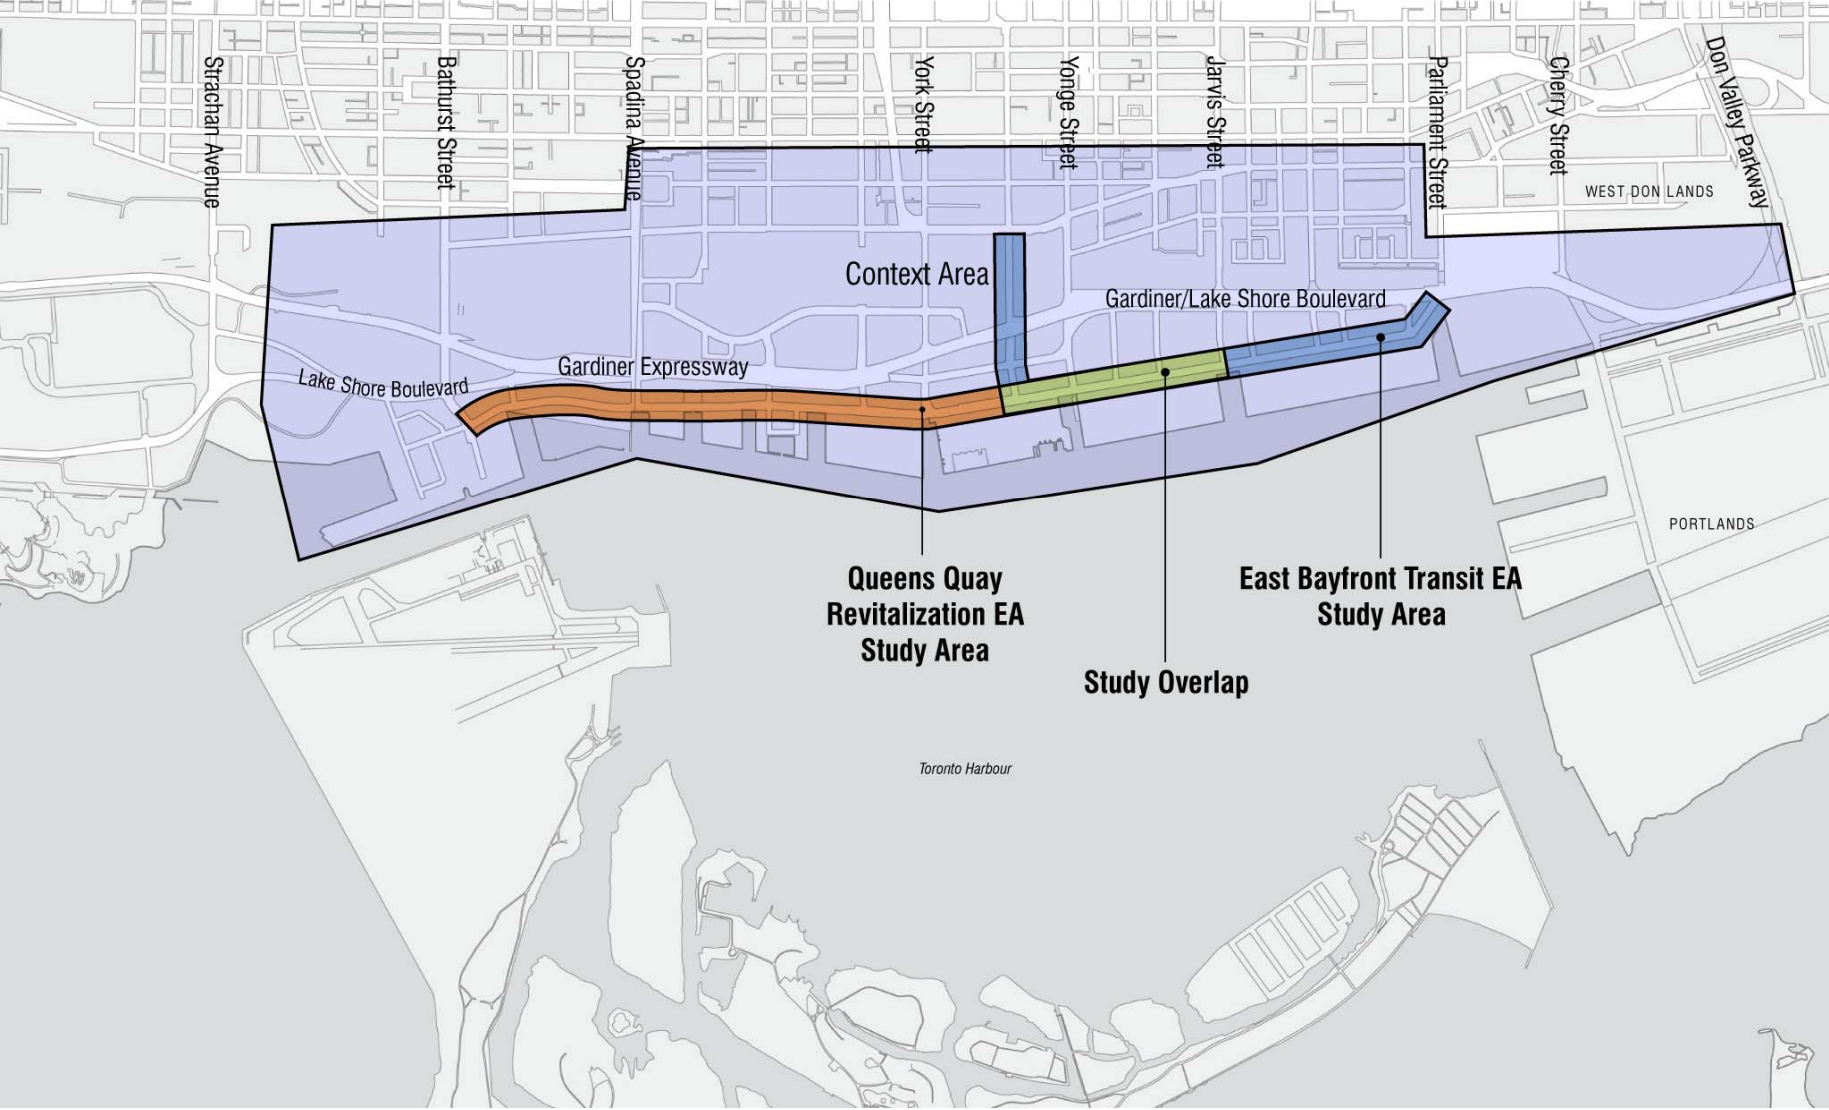 Strachan Avenue
Bathurst Street
Spadina Avenue
York Street
Yonge Street
Jarvis Street
Parliament Street
Cherry Street
Don Valley Parkway
WEST DON LANDS
Context Area
Gardiner/Lake Shore Boulevard
Gardiner Expressway
Lake Shore Boulevard
PORTLANDS
Queens Quay
Revitalization EA
Study Area
East Bayfront Transit EA
Study Area
Study Overlap
Toronto Harbour